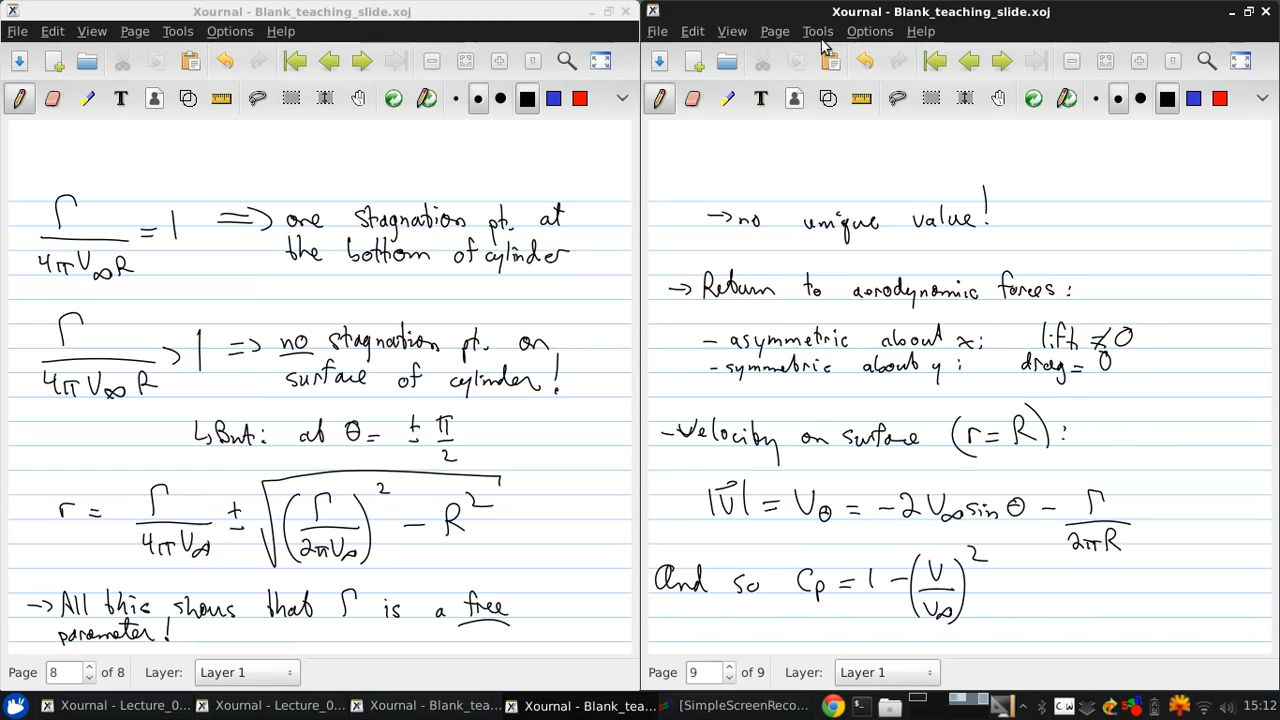 Xournal - Blank_teaching_slide.xoj
File Edit View Page Tools Options Help
Γ / 4πV∞R = 1 ⇒ one stagnation pt. at
the bottom of cylinder
Γ / 4πV∞R > 1 ⇒ no stagnation pt. on
surface of cylinder!
↳But: at θ = ± π/2
r = Γ / 4πV∞ ± √((Γ / 2πV∞)² - R²)
→ All this shows that Γ is a free
parameter!
Page 8 of 8 Layer: Layer 1
Xournal - Blank_teaching_slide.xoj
File Edit View Page Tools Options Help
→ no unique value!
→ Return to aerodynamic forces:
- asymmetric about x; lift ≠ 0
- symmetric about y: drag = 0
- Velocity on surface (r = R):
|V⃗| = Vθ = -2V∞ sin θ - Γ / 2πR
And so Cp = 1 - (V / V∞)²
Page 9 of 9 Layer: Layer 1
Xournal - Lecture_0... Xournal - Lecture_0... Xournal - Blank_tea... Xournal - Blank_tea... [SimpleScreenReco... 15:12